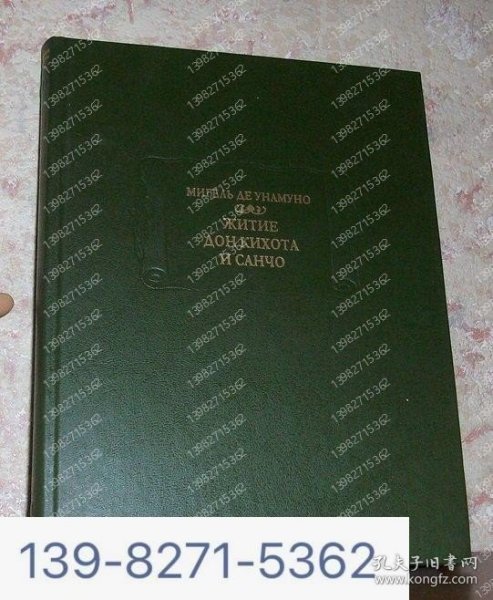 МИГЕЛЬ ДЕ УНАМУНО
ЖИТИЕ
ДОН КИХОТА
И САНЧО
139-8271-5362
孔夫子旧书网
www.kongfz.com
13982715362